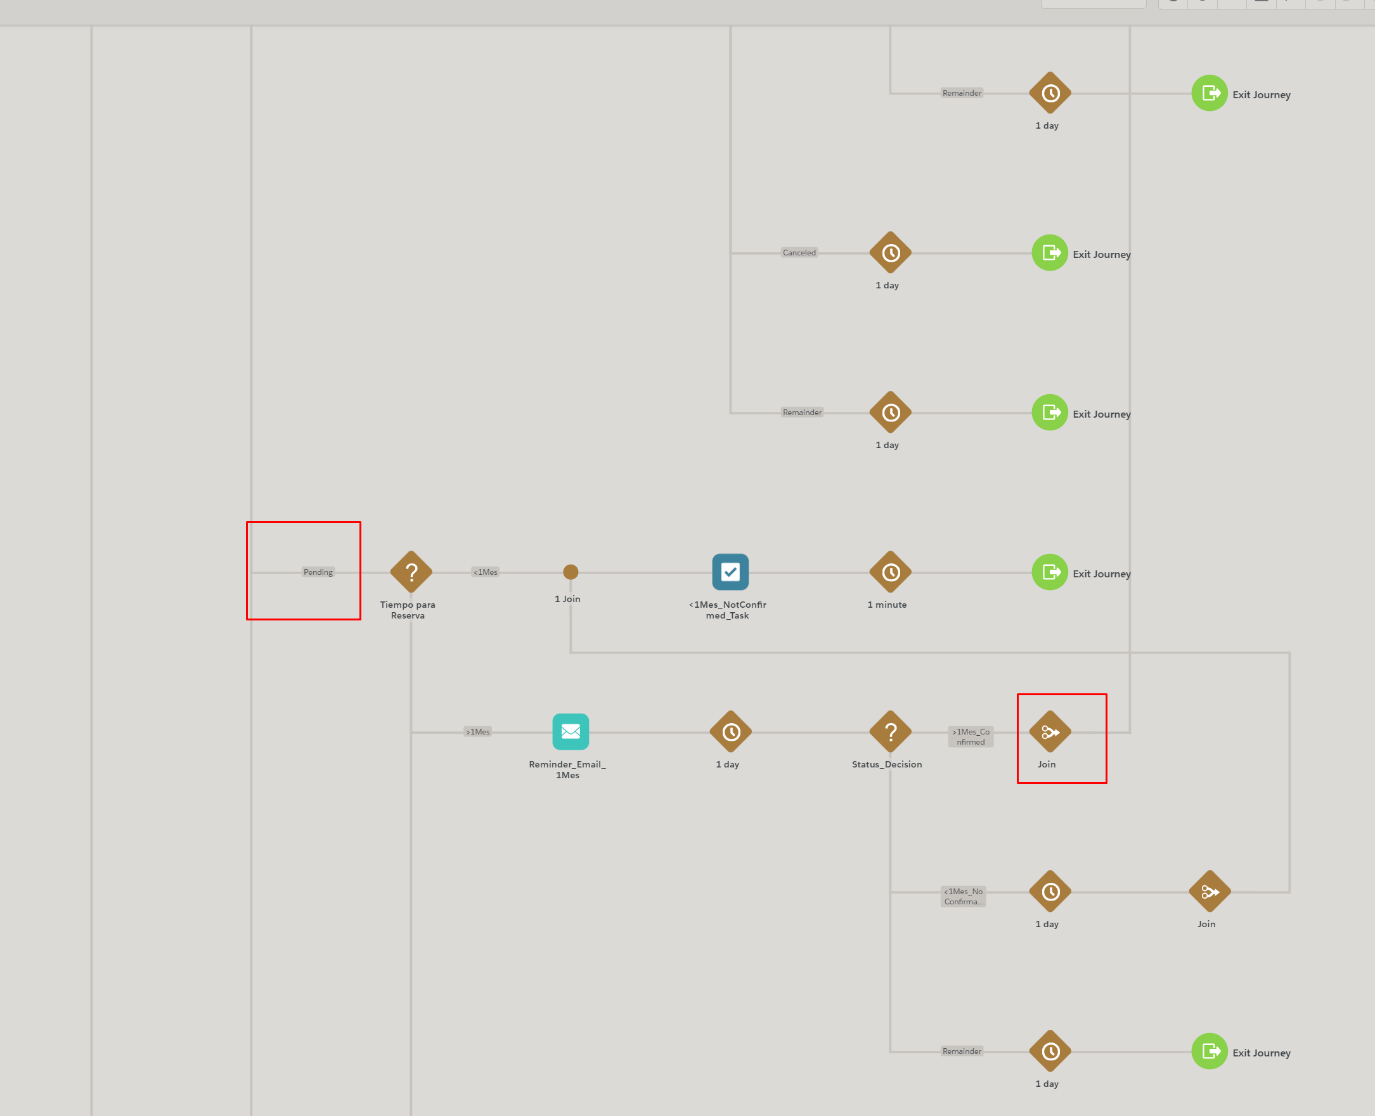 Remainder
Exit Journey
1 day
Canceled
Exit Journey
1 day
Remainder
Exit Journey
1 day
Pending
<1Mes
Exit Journey
1 Join
Tiempo para
Reserva
<1Mes_NotConfir
med_Task
1 minute
>1Mes
>1Mes_Co
nfirmed
Reminder_Email_
1Mes
1 day
Status_Decision
Join
<1Mes_No
Confirma...
1 day
Join
Remainder
Exit Journey
1 day